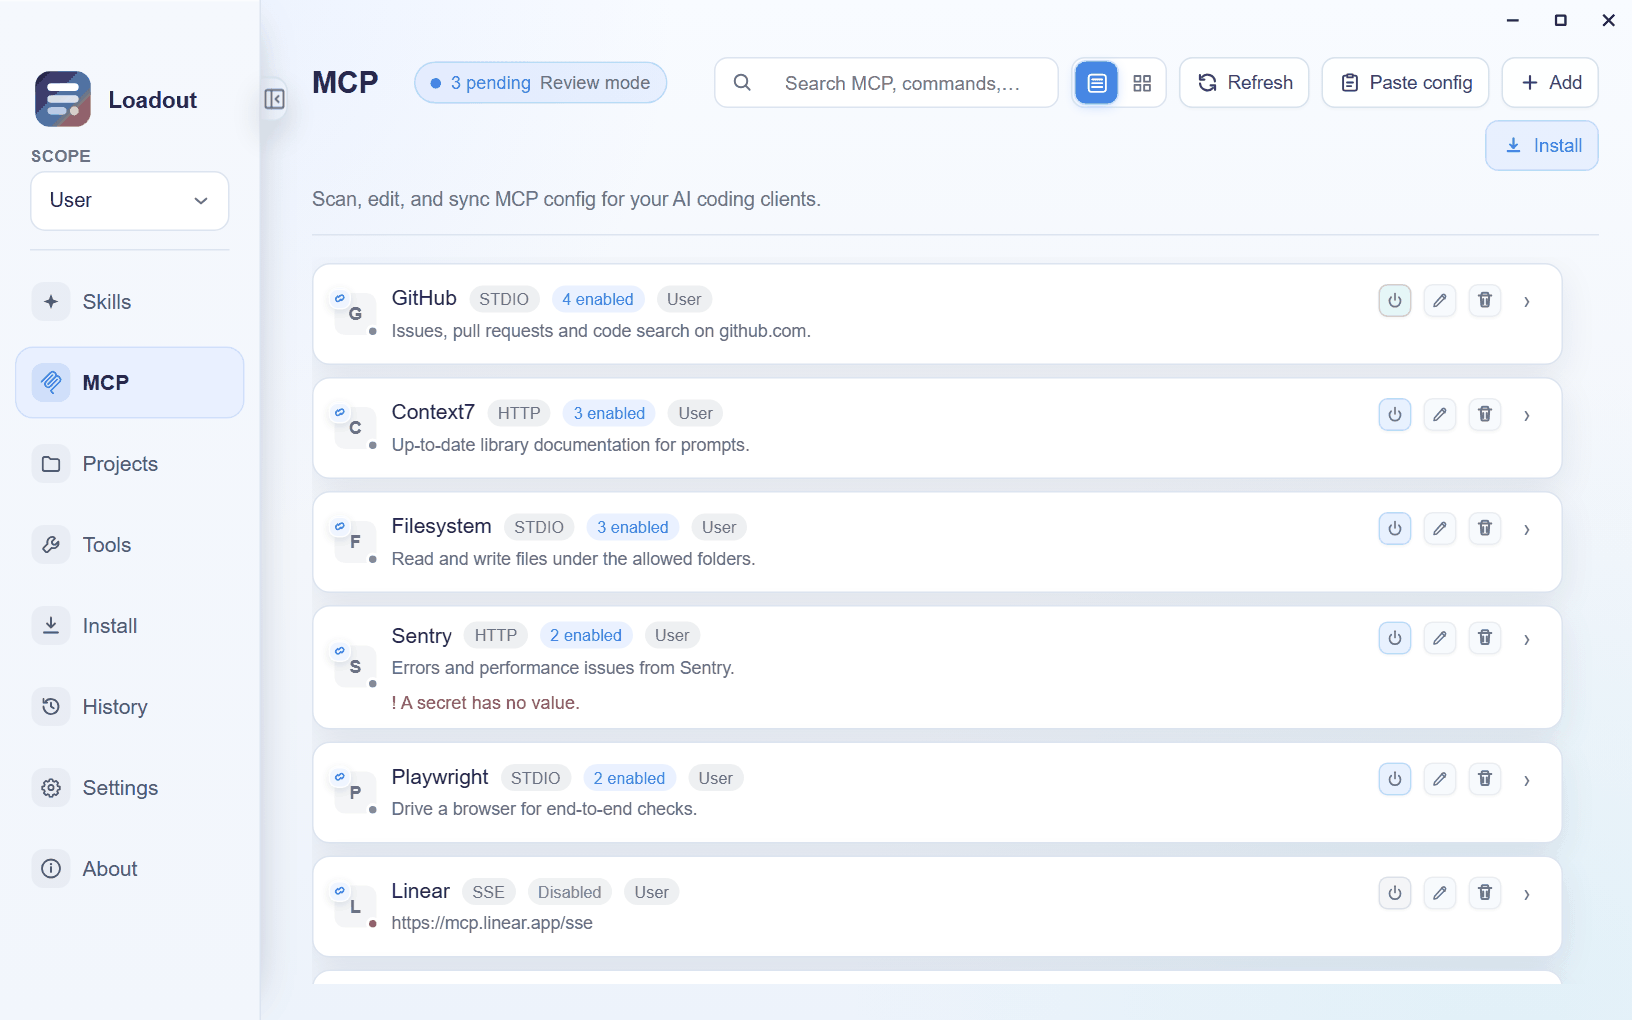 Loadout
SCOPE
User
Skills
MCP
Projects
Tools
Install
History
Settings
About
MCP
3 pending Review mode
Search MCP, commands,…
Refresh
Paste config
Add
Install
Scan, edit, and sync MCP config for your AI coding clients.
G
GitHub STDIO 4 enabled User
Issues, pull requests and code search on github.com.
C
Context7 HTTP 3 enabled User
Up-to-date library documentation for prompts.
F
Filesystem STDIO 3 enabled User
Read and write files under the allowed folders.
S
Sentry HTTP 2 enabled User
Errors and performance issues from Sentry.
! A secret has no value.
P
Playwright STDIO 2 enabled User
Drive a browser for end-to-end checks.
L
Linear SSE Disabled User
https://mcp.linear.app/sse